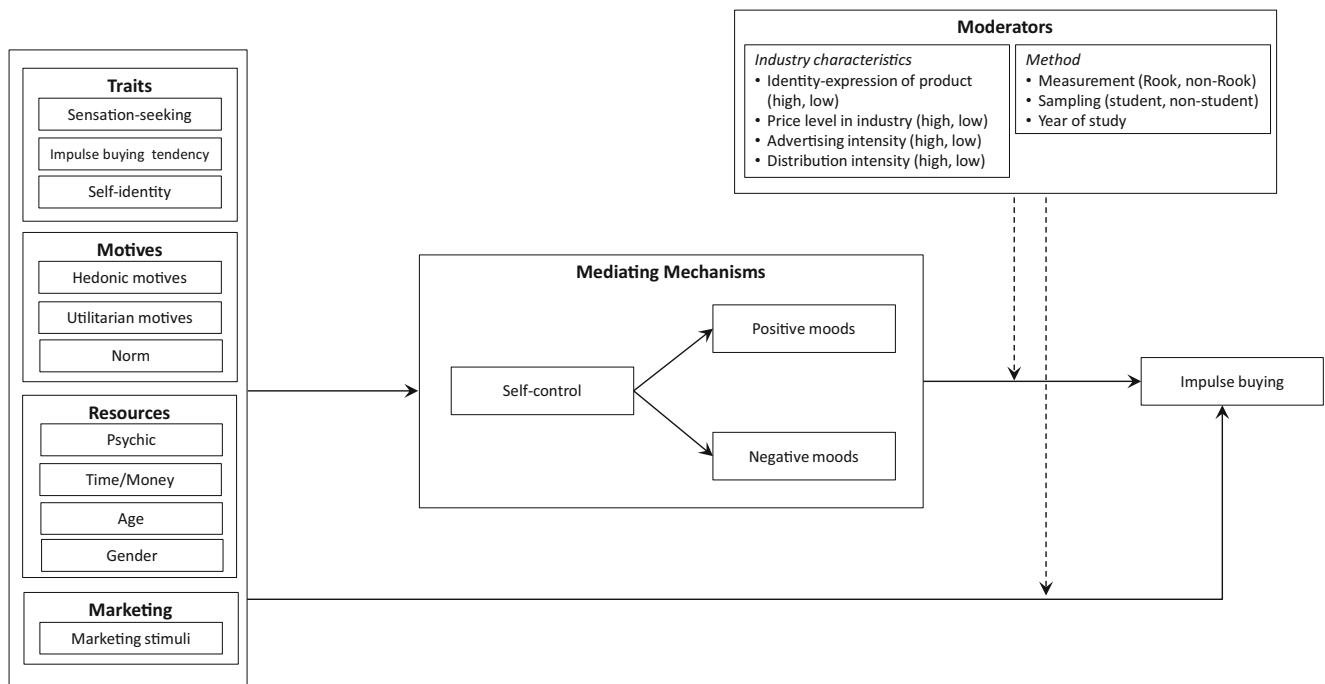 Traits
Sensation-seeking
Impulse buying tendency
Self-identity
Motives
Hedonic motives
Utilitarian motives
Norm
Resources
Psychic
Time/Money
Age
Gender
Marketing
Marketing stimuli
Mediating Mechanisms
Self-control
Positive moods
Negative moods
Moderators
Industry characteristics
• Identity-expression of product
(high, low)
• Price level in industry (high, low)
• Advertising intensity (high, low)
• Distribution intensity (high, low)
Method
• Measurement (Rook, non-Rook)
• Sampling (student, non-student)
• Year of study
Impulse buying